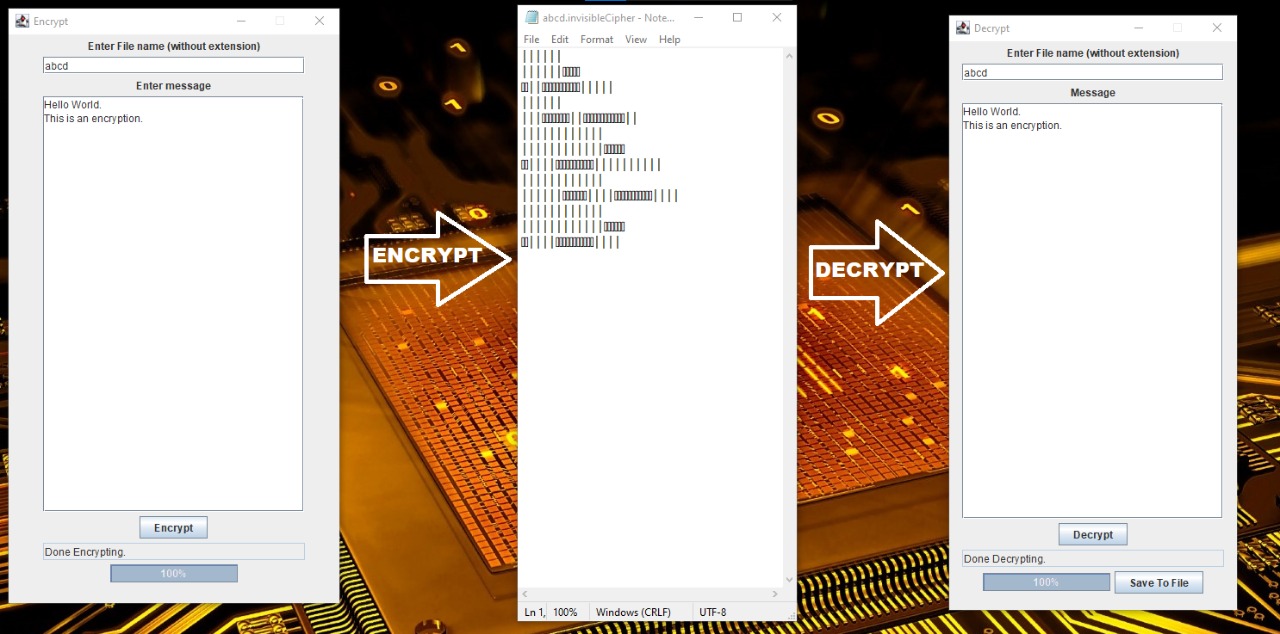 Encrypt
Enter File name (without extension)
abcd
Enter message
Hello World.
This is an encryption.
Encrypt
Done Encrypting.
100%
ENCRYPT
abcd.invisibleCipher - Note...
File Edit Format View Help
Ln 1, 100% Windows (CRLF) UTF-8
DECRYPT
Decrypt
Enter File name (without extension)
abcd
Message
Hello World.
This is an encryption.
Decrypt
Done Decrypting.
100% Save To File